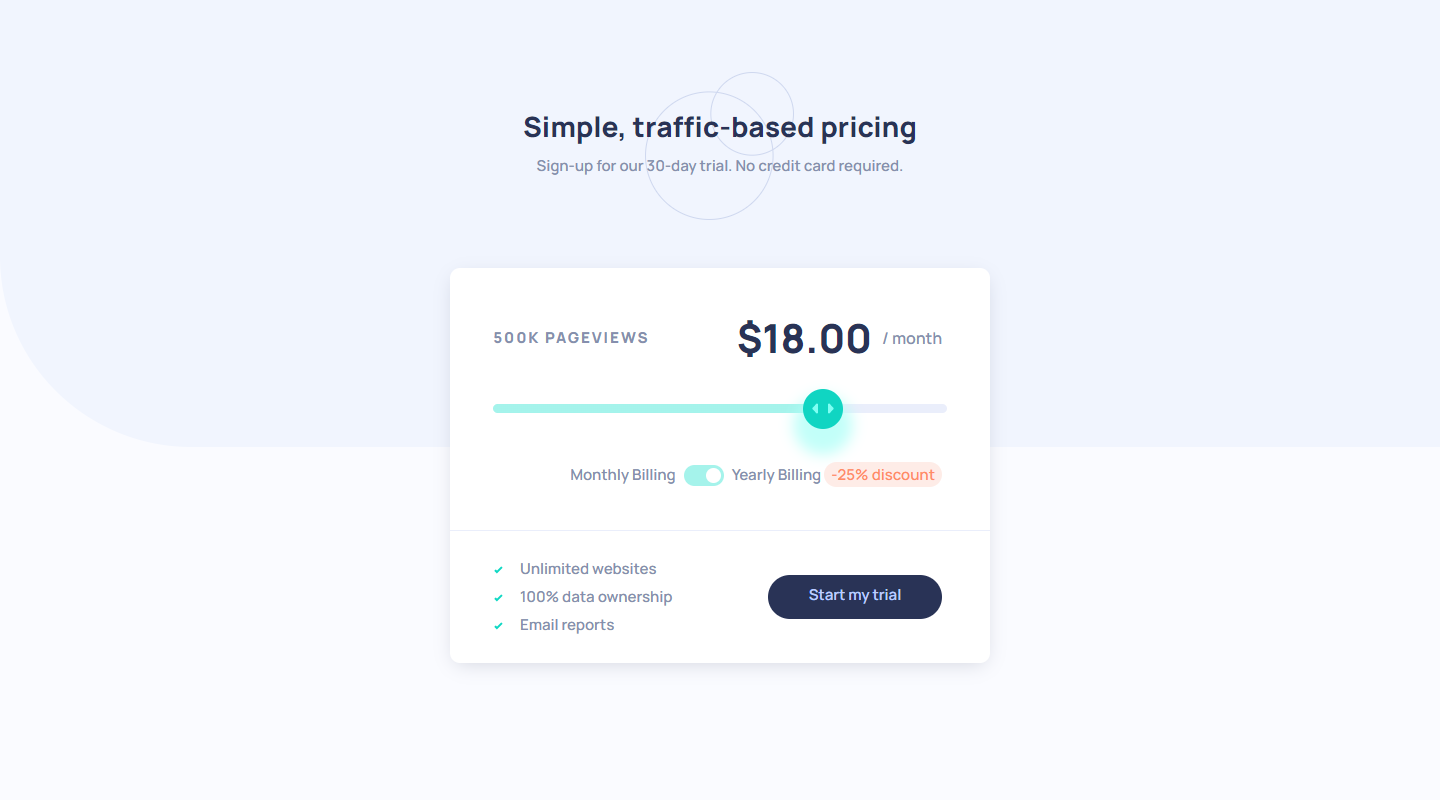 Simple, traffic-based pricing
Sign-up for our 30-day trial. No credit card required.
500K PAGEVIEWS
$18.00 / month
Monthly Billing Yearly Billing -25% discount
Unlimited websites
100% data ownership
Email reports
Start my trial